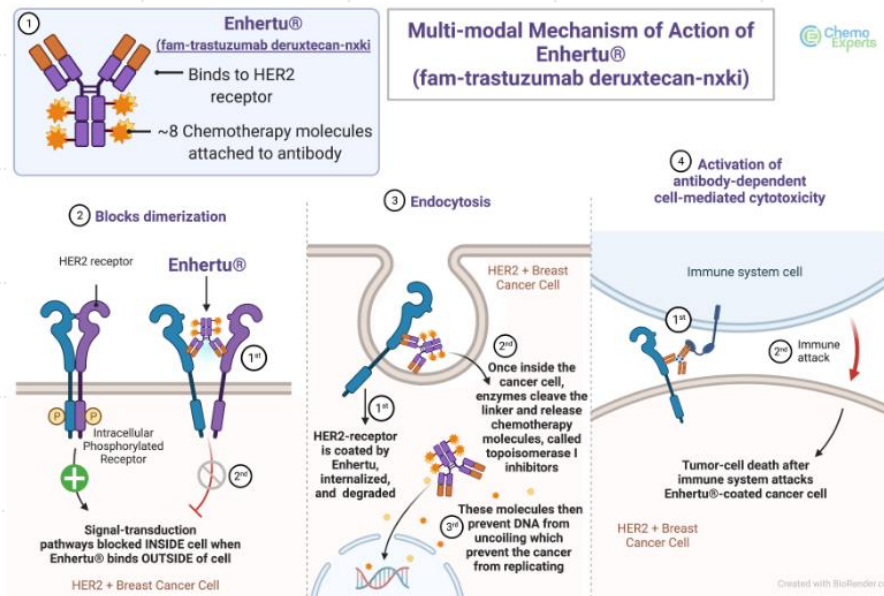 1
Enhertu®
(fam-trastuzumab deruxtecan-nxki
Binds to HER2
receptor
~8 Chemotherapy molecules
attached to antibody
Multi-modal Mechanism of Action of
Enhertu®
(fam-trastuzumab deruxtecan-nxki)
Chemo
Experts
2 Blocks dimerization
HER2 receptor
Enhertu®
1st
P
P
Intracellular
Phosphorylated
Receptor
2nd
Signal-transduction
pathways blocked INSIDE cell when
Enhertu® binds OUTSIDE of cell
HER2 + Breast Cancer Cell
3 Endocytosis
HER2 + Breast
Cancer Cell
2nd
Once inside the
cancer cell,
enzymes cleave the
linker and release
chemotherapy
molecules, called
topoisomerase I
inhibitors
1st
HER2-receptor
is coated by
Enhertu,
internalized,
and degraded
3rd
These molecules then
prevent DNA from
uncoiling which
prevent the cancer
from replicating
4 Activation of
antibody-dependent
cell-mediated cytotoxicity
Immune system cell
1st
2nd
Immune
attack
Tumor-cell death after
immune system attacks
Enhertu®-coated cancer cell
HER2 + Breast
Cancer Cell
Created with BioRender.co